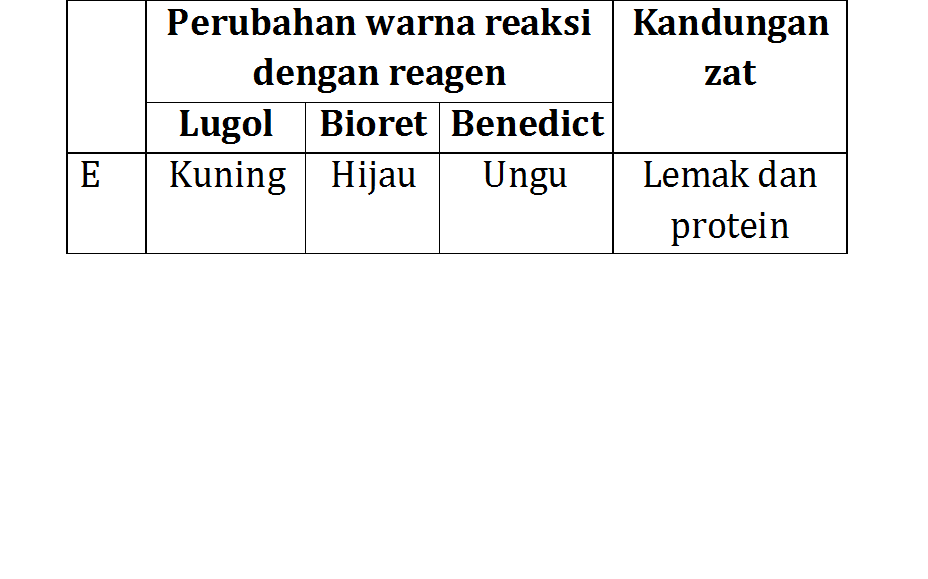 Perubahan warna reaksi
dengan reagen
Kandungan
zat
Lugol
Bioret
Benedict
E
Kuning
Hijau
Ungu
Lemak dan
protein